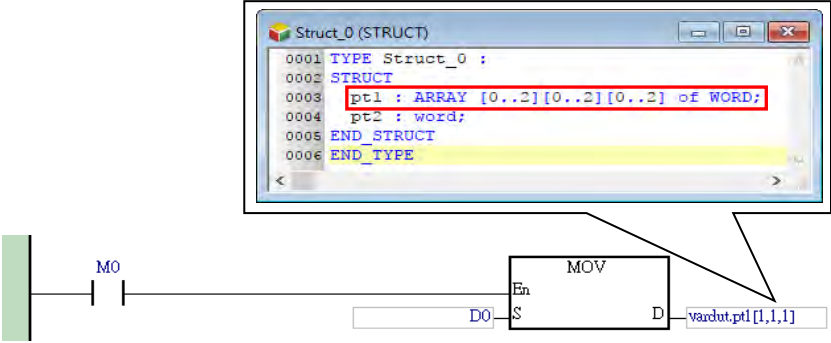 Struct_0 (STRUCT)
0001 TYPE Struct_0 :
0002 STRUCT
0003 pt1 : ARRAY [0..2][0..2][0..2] of WORD;
0004 pt2 : word;
0005 END_STRUCT
0006 END_TYPE
M0
MOV
En
D0 S D vardut.pt1[1,1,1]